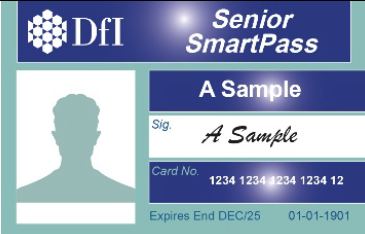 DfI
Senior
SmartPass
A Sample
Sig.
A Sample
Card No.
1234 1234 1234 1234 12
Expires End DEC/25 01-01-1901